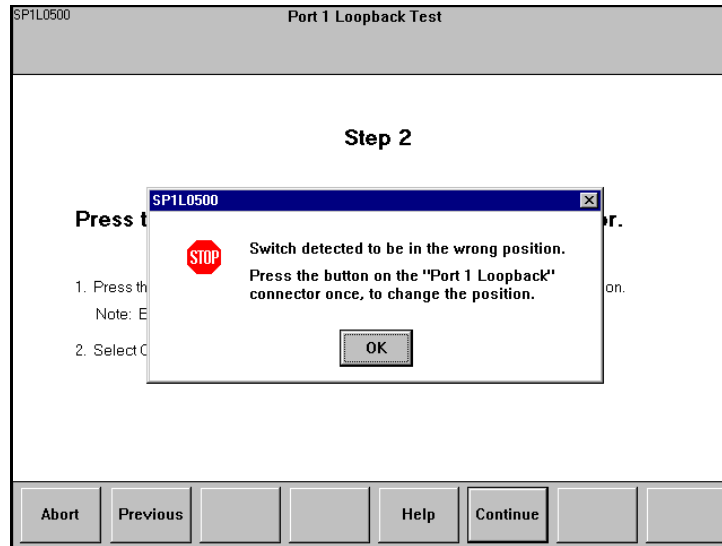 SP1L0500
Port 1 Loopback Test
Step 2
Press
SP1L0500
STOP
Switch detected to be in the wrong position.
Press the button on the "Port 1 Loopback"
connector once, to change the position.
OK
1. Press
on.
Note:
2. Select
Abort Previous Help Continue